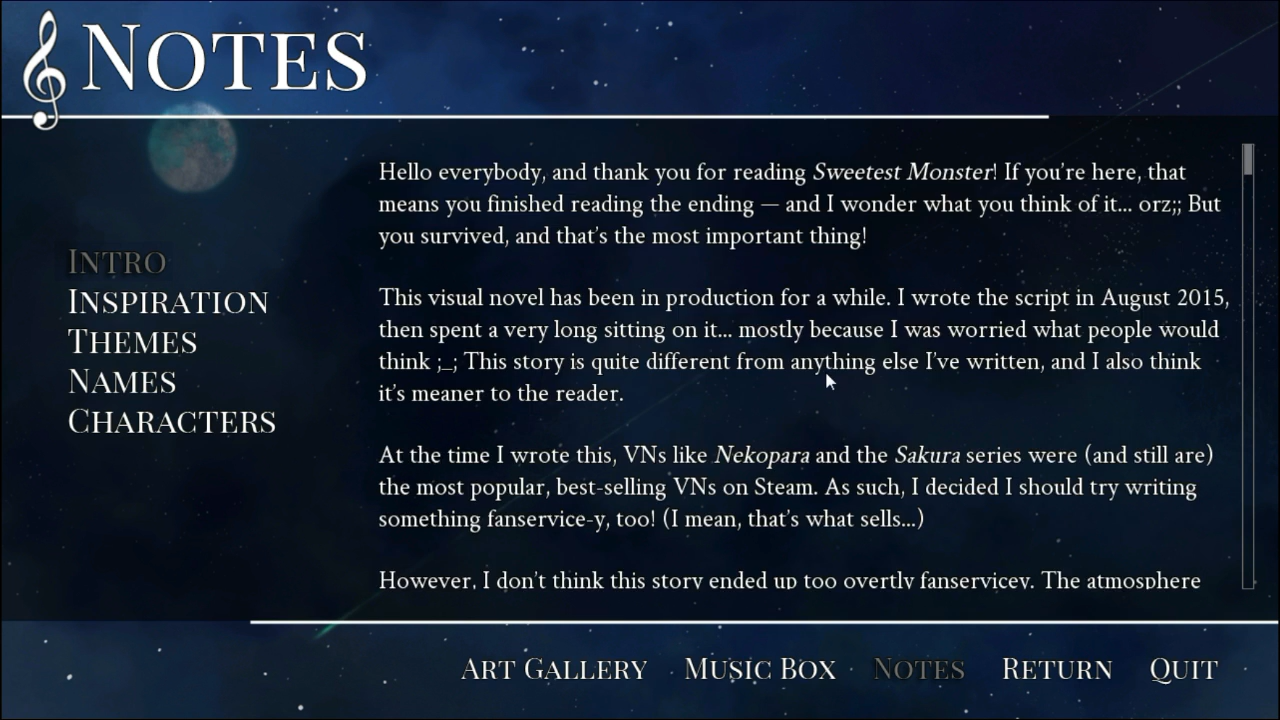 Notes
Intro
Inspiration
Themes
Names
Characters
Hello everybody, and thank you for reading Sweetest Monster! If you're here, that
means you finished reading the ending — and I wonder what you think of it... orz;; But
you survived, and that's the most important thing!
This visual novel has been in production for a while. I wrote the script in August 2015,
then spent a very long sitting on it... mostly because I was worried what people would
think ;_; This story is quite different from anything else I've written, and I also think
it's meaner to the reader.
At the time I wrote this, VNs like Nekopara and the Sakura series were (and still are)
the most popular, best-selling VNs on Steam. As such, I decided I should try writing
something fanservice-y, too! (I mean, that's what sells...)
However, I don't think this story ended up too overtly fanservicey. The atmosphere
Art Gallery Music Box Notes Return Quit